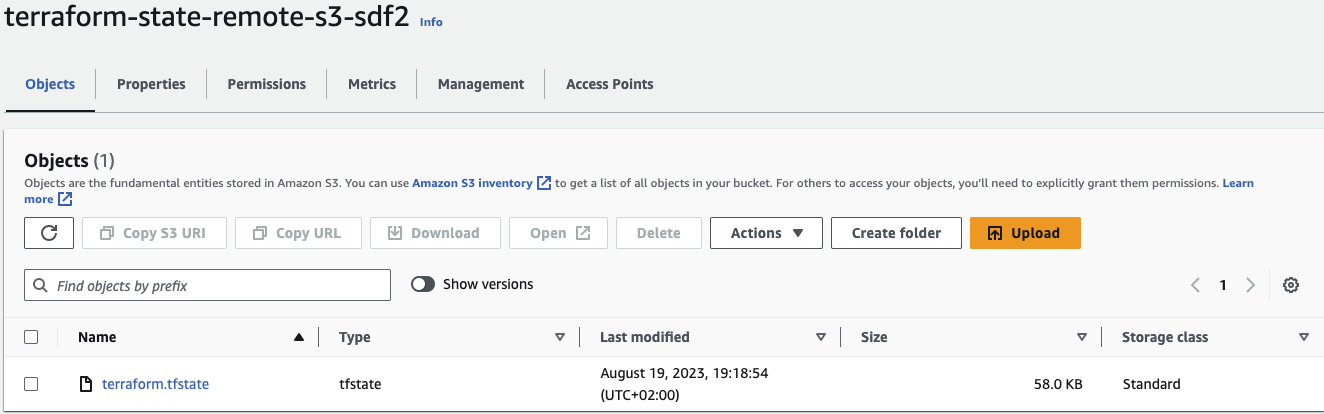 terraform-state-remote-s3-sdf2 Info
Objects Properties Permissions Metrics Management Access Points
Objects (1)
Objects are the fundamental entities stored in Amazon S3. You can use Amazon S3 inventory to get a list of all objects in your bucket. For others to access your objects, you'll need to explicitly grant them permissions. Learn
more
Copy S3 URI Copy URL Download Open Delete Actions Create folder Upload
Find objects by prefix Show versions 1
Name Type Last modified Size Storage class
terraform.tfstate tfstate August 19, 2023, 19:18:54 58.0 KB Standard
(UTC+02:00)